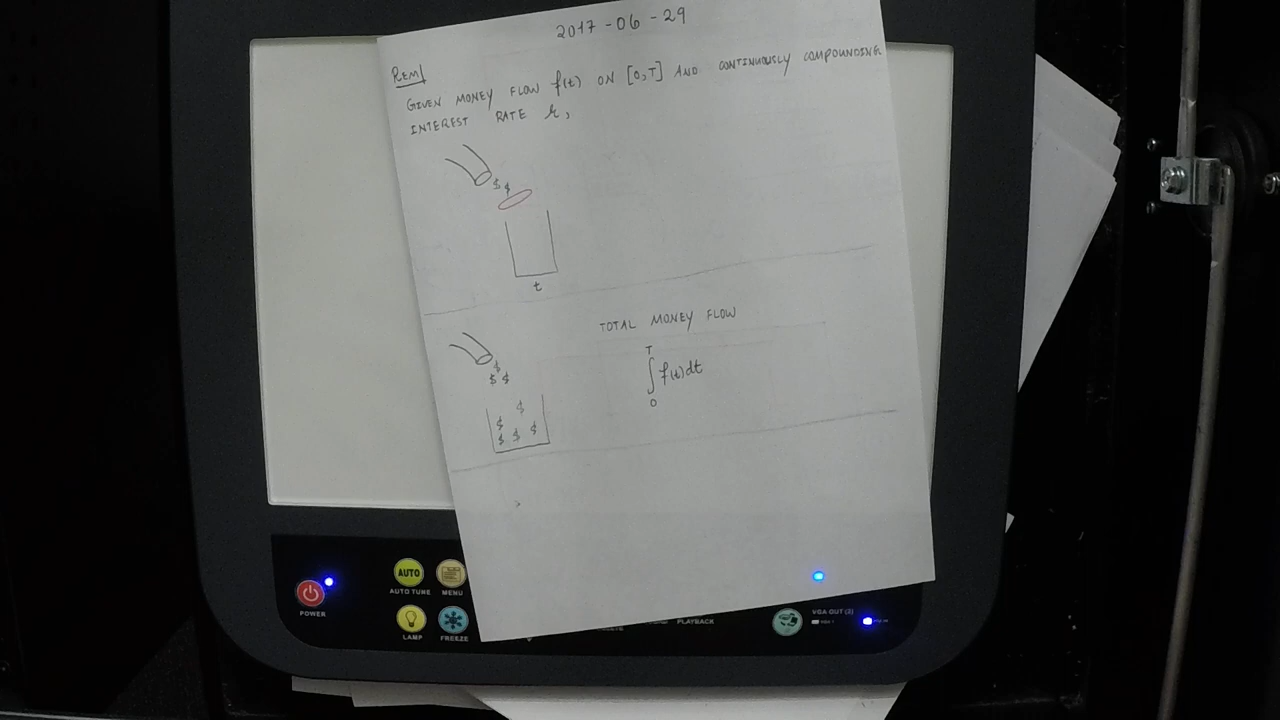 2017-06-29
REM
GIVEN MONEY FLOW f(t) ON [0,T] AND CONTINUOUSLY COMPOUNDING
INTEREST RATE r,
$ $
t
TOTAL MONEY FLOW
$
$ $
T
∫ f(t)dt
0
$
$
$ $ $
POWER
AUTO
AUTO TUNE
MENU
LAMP
FREEZE
PLAYBACK
VGA OUT (2)